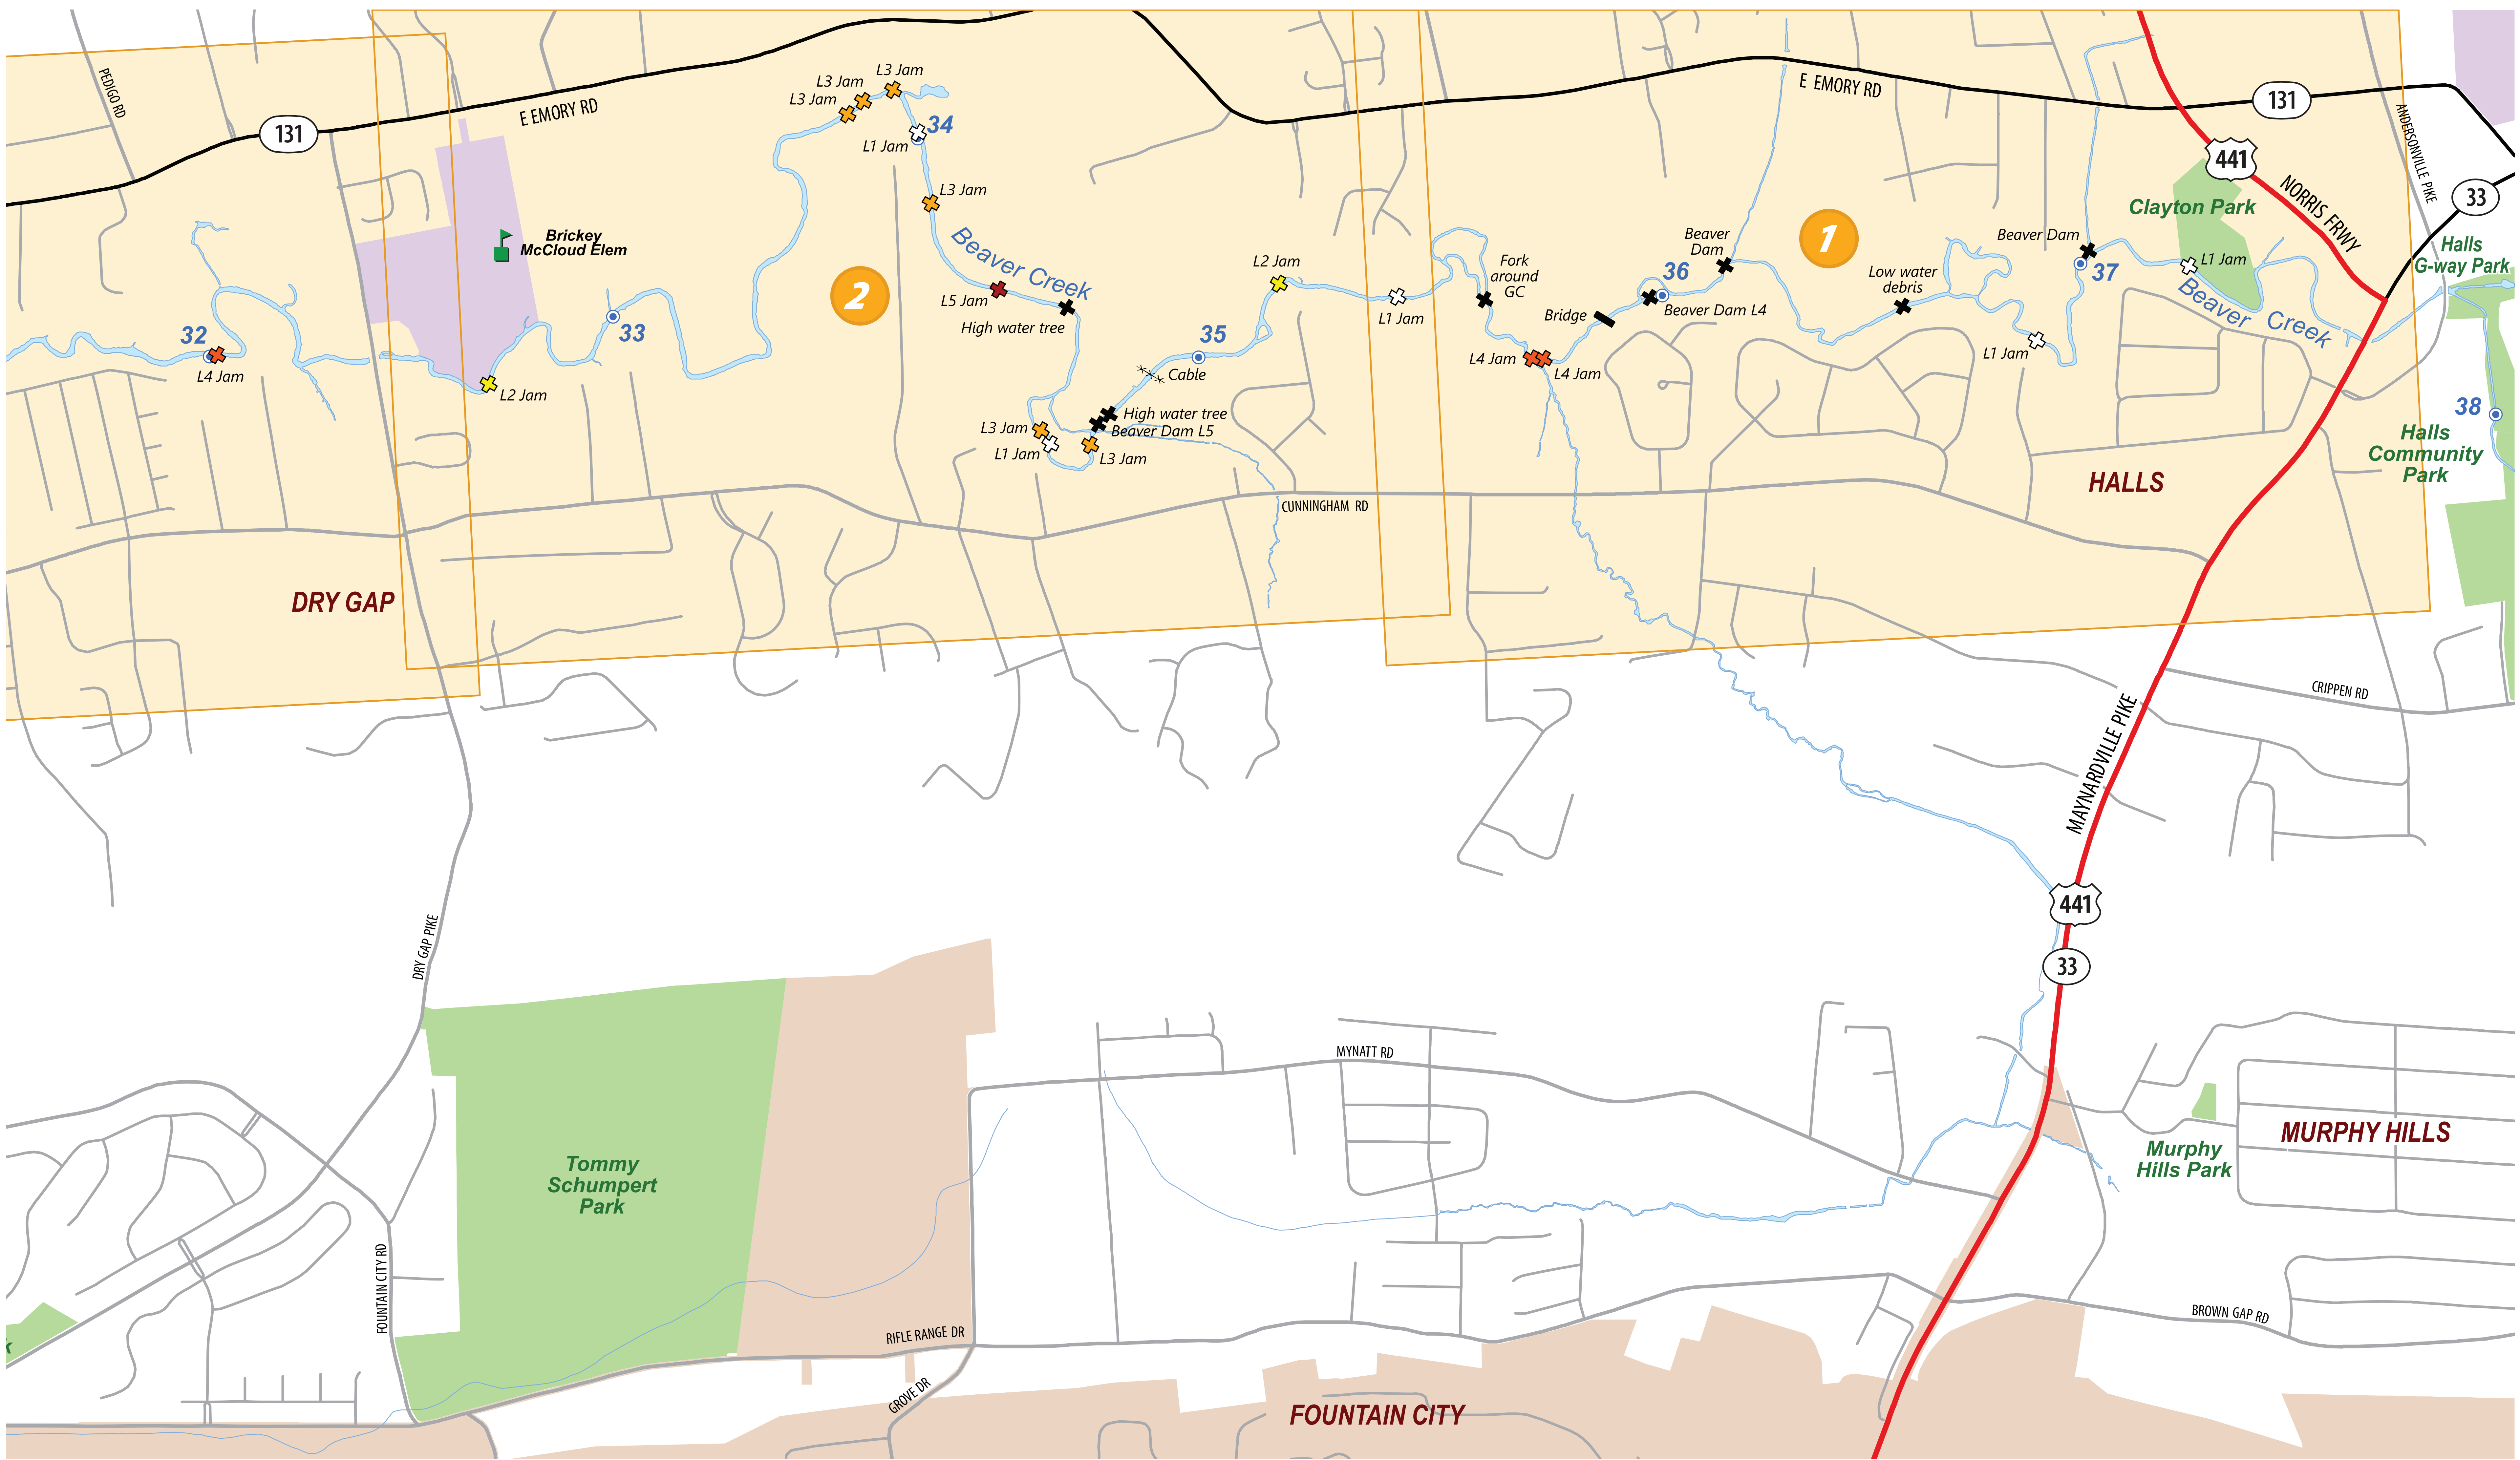 PEDIGO RD
131
E EMORY RD
L3 Jam
L3 Jam
L3 Jam
34
L1 Jam
E EMORY RD
131
ANDERSONVILLE PIKE
441
NORRIS FRWY
33
Clayton Park
Halls
G-way Park
Brickey
McCloud Elem
L3 Jam
Beaver Creek
2
1
L5 Jam
High water tree
L2 Jam
L1 Jam
Fork
around
GC
Beaver
Dam
36
Beaver Dam L4
Bridge
Low water
debris
Beaver Dam
37
L1 Jam
Beaver Creek
32
L4 Jam
33
L2 Jam
35
Cable
High water tree
Beaver Dam L5
L3 Jam
L1 Jam
L3 Jam
L4 Jam
L4 Jam
L1 Jam
38
Halls
Community
Park
HALLS
CUNNINGHAM RD
DRY GAP
CRIPPEN RD
MAYNARDVILLE PIKE
441
33
DRY GAP PIKE
MYNATT RD
Tommy
Schumpert
Park
Murphy
Hills Park
MURPHY HILLS
FOUNTAIN CITY RD
RIFLE RANGE DR
BROWN GAP RD
k
GROVE DR
FOUNTAIN CITY